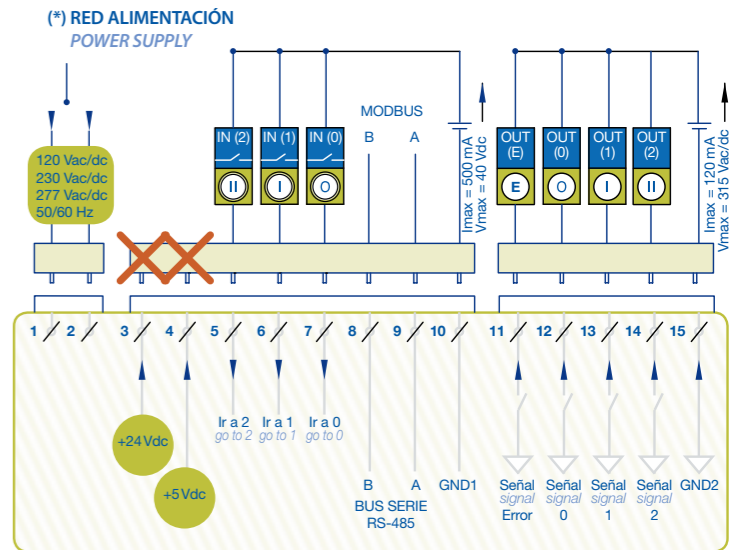 (*) RED ALIMENTACIÓN
POWER SUPPLY
120 Vac/dc
230 Vac/dc
277 Vac/dc
50/60 Hz
IN (2)
II
IN (1)
I
IN (0)
O
MODBUS
B A
Imax = 500 mA
Vmax = 40 Vdc
OUT
(E)
E
OUT
(0)
O
OUT
(1)
I
OUT
(2)
II
Imax = 120 mA
Vmax = 315 Vac/dc
1 2 3 4 5 6 7 8 9 10 11 12 13 14 15
+24 Vdc
+5 Vdc
Ir a 2
go to 2
Ir a 1
go to 1
Ir a 0
go to 0
B A GND1
BUS SERIE
RS-485
Señal
signal
Error
Señal
signal
0
Señal
signal
1
Señal
signal
2
GND2